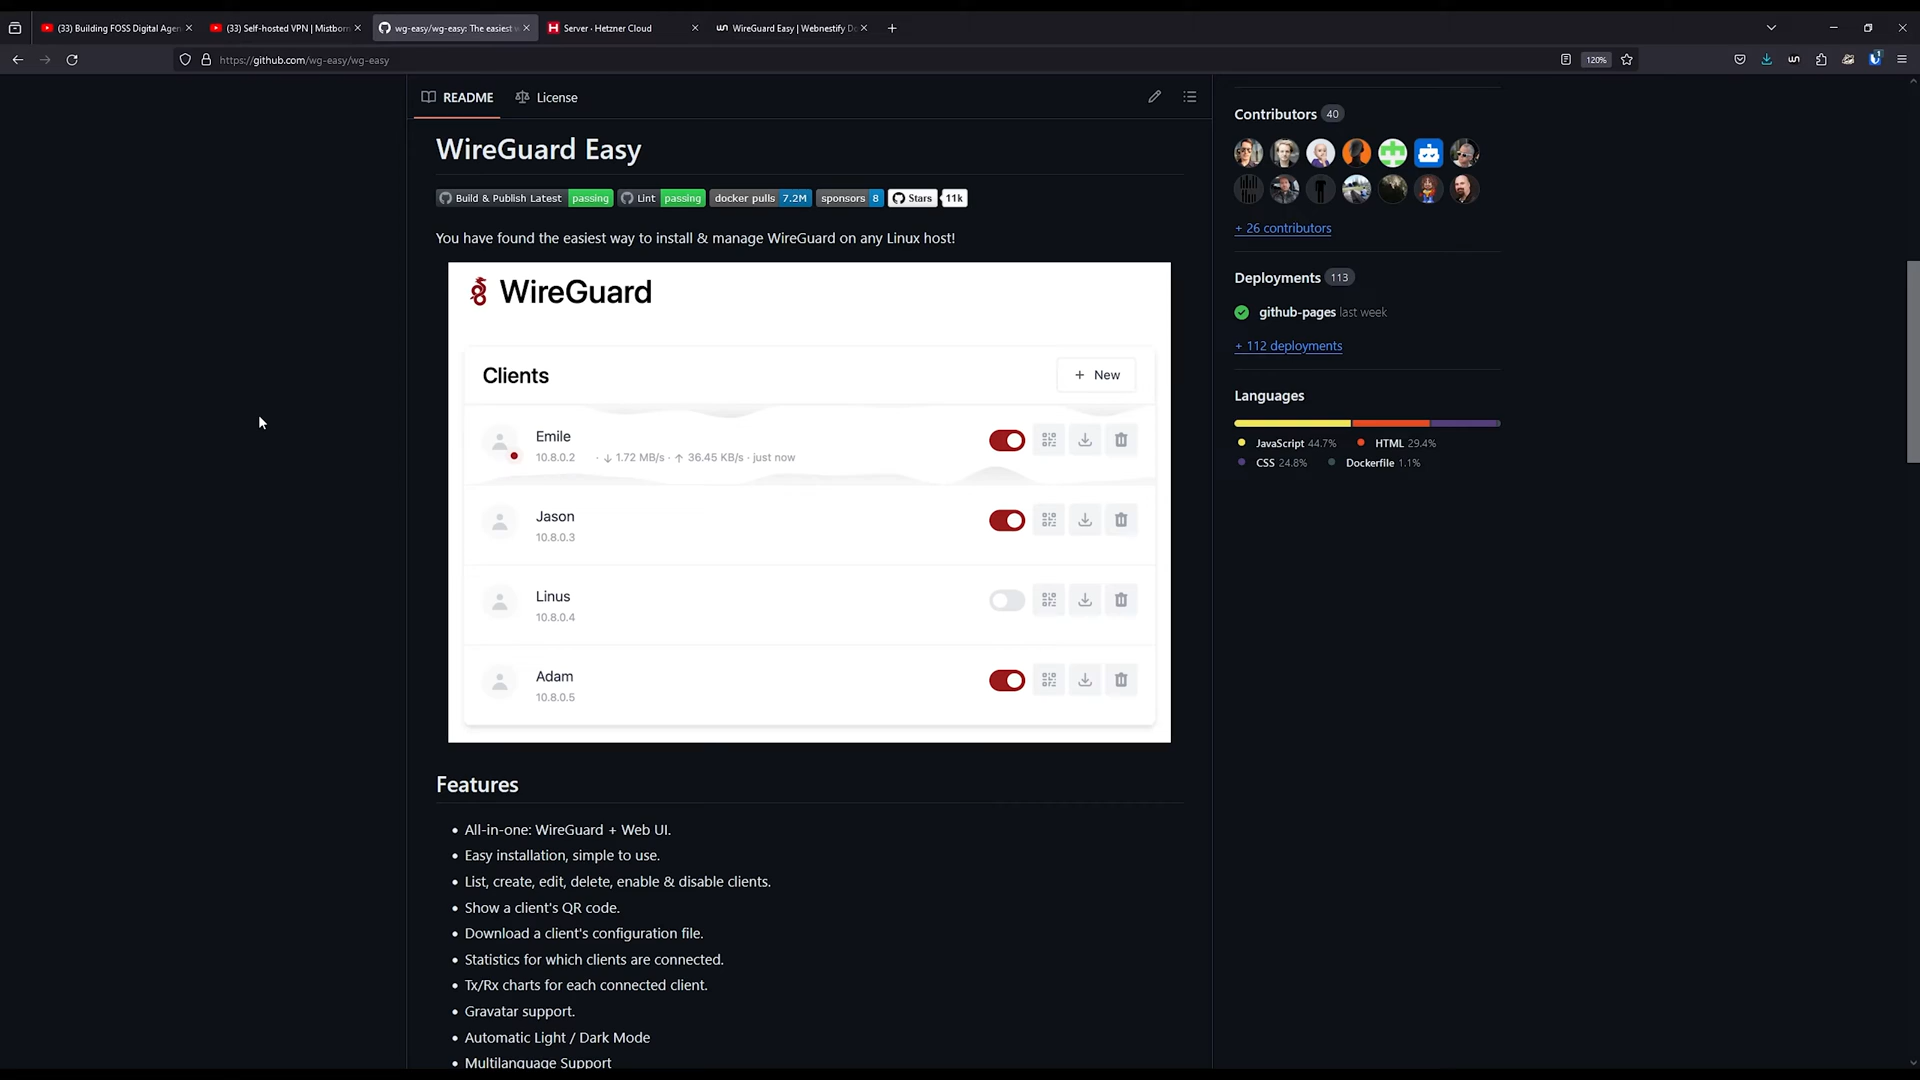 (33) Building FOSS Digital Agen
(33) Self-hosted VPN | Mistborn
wg-easy/wg-easy: The easiest w
Server · Hetzner Cloud
WireGuard Easy | Webnestify Do
https://github.com/wg-easy/wg-easy
120%
1
README
License
WireGuard Easy
Build & Publish Latest passing
Lint passing
docker pulls 7.2M
sponsors 8
Stars 11k
You have found the easiest way to install & manage WireGuard on any Linux host!
WireGuard
Clients
+ New
Emile
10.8.0.2 · ↓ 1.72 MB/s · ↑ 36.45 KB/s · just now
Jason
10.8.0.3
Linus
10.8.0.4
Adam
10.8.0.5
Features
• All-in-one: WireGuard + Web UI.
• Easy installation, simple to use.
• List, create, edit, delete, enable & disable clients.
• Show a client's QR code.
• Download a client's configuration file.
• Statistics for which clients are connected.
• Tx/Rx charts for each connected client.
• Gravatar support.
• Automatic Light / Dark Mode
• Multilanguage Support
Contributors 40
+ 26 contributors
Deployments 113
github-pages last week
+ 112 deployments
Languages
JavaScript 44.7% HTML 29.4%
CSS 24.8% Dockerfile 1.1%